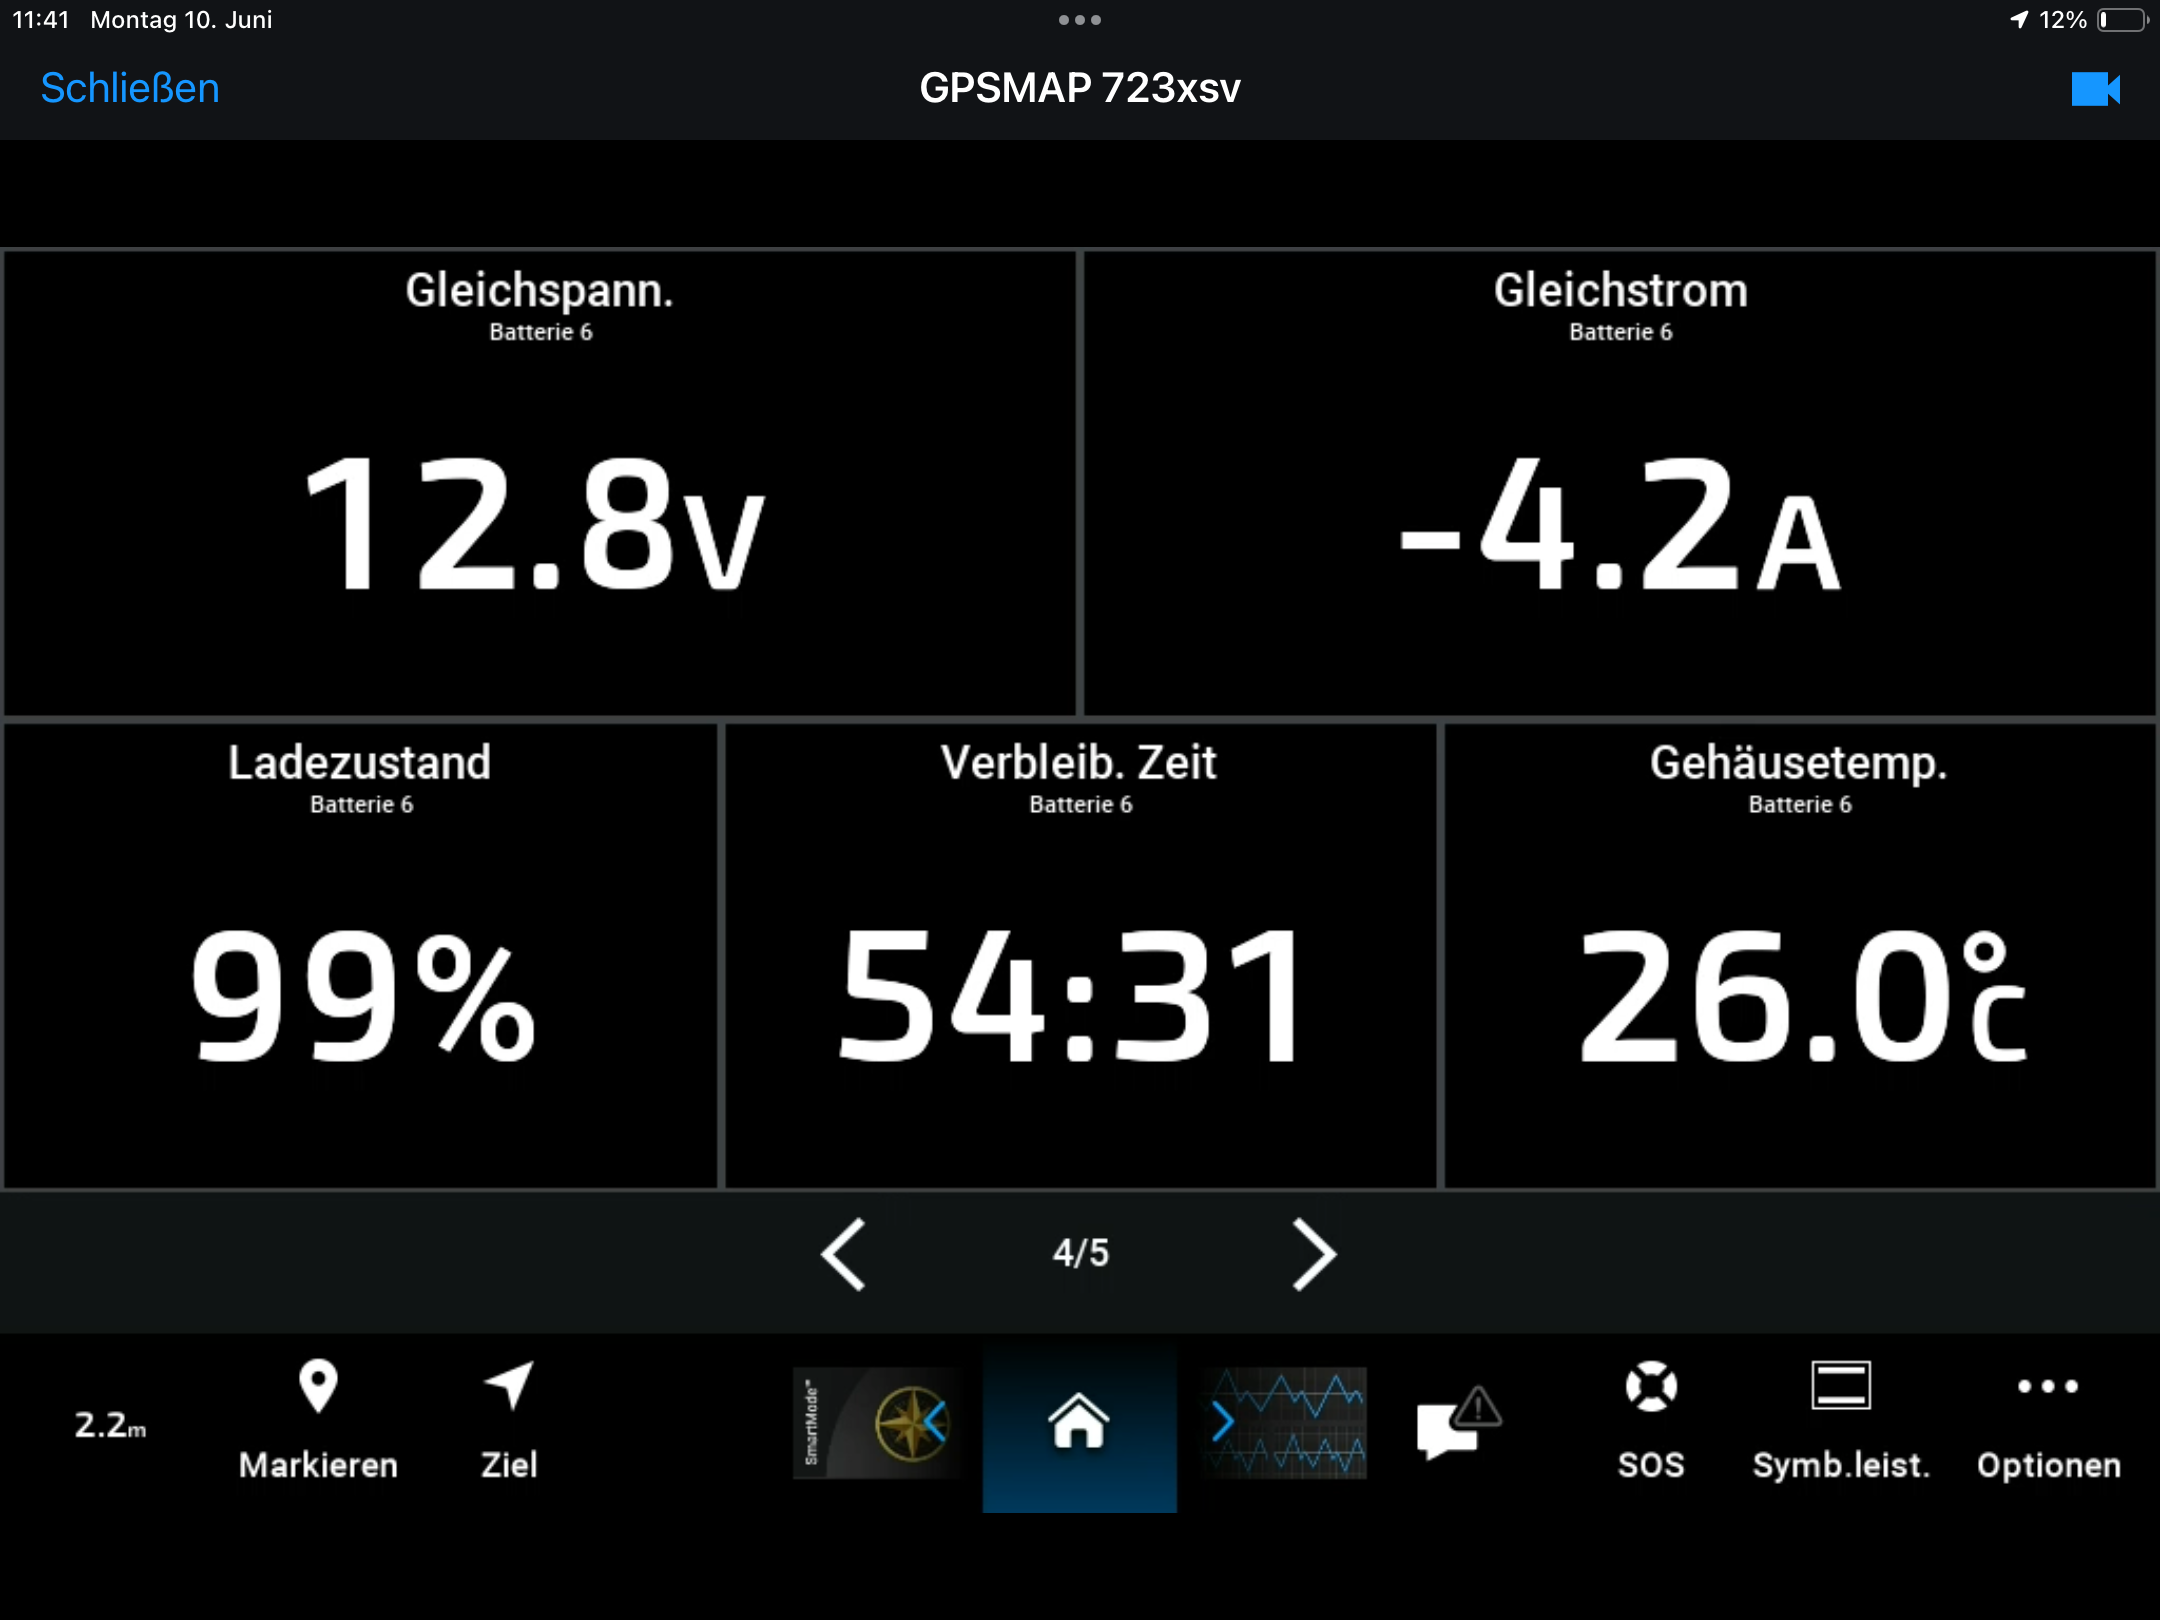 11:41 Montag 10. Juni
12%
Schließen
GPSMAP 723xsv
Gleichspann.
Batterie 6
12.8V
Gleichstrom
Batterie 6
-4.2A
Ladezustand
Batterie 6
99%
Verbleib. Zeit
Batterie 6
54:31
Gehäusetemp.
Batterie 6
26.0°C
4/5
2.2m
Markieren
Ziel
SmartMode™
SOS
Symb.leist.
Optionen